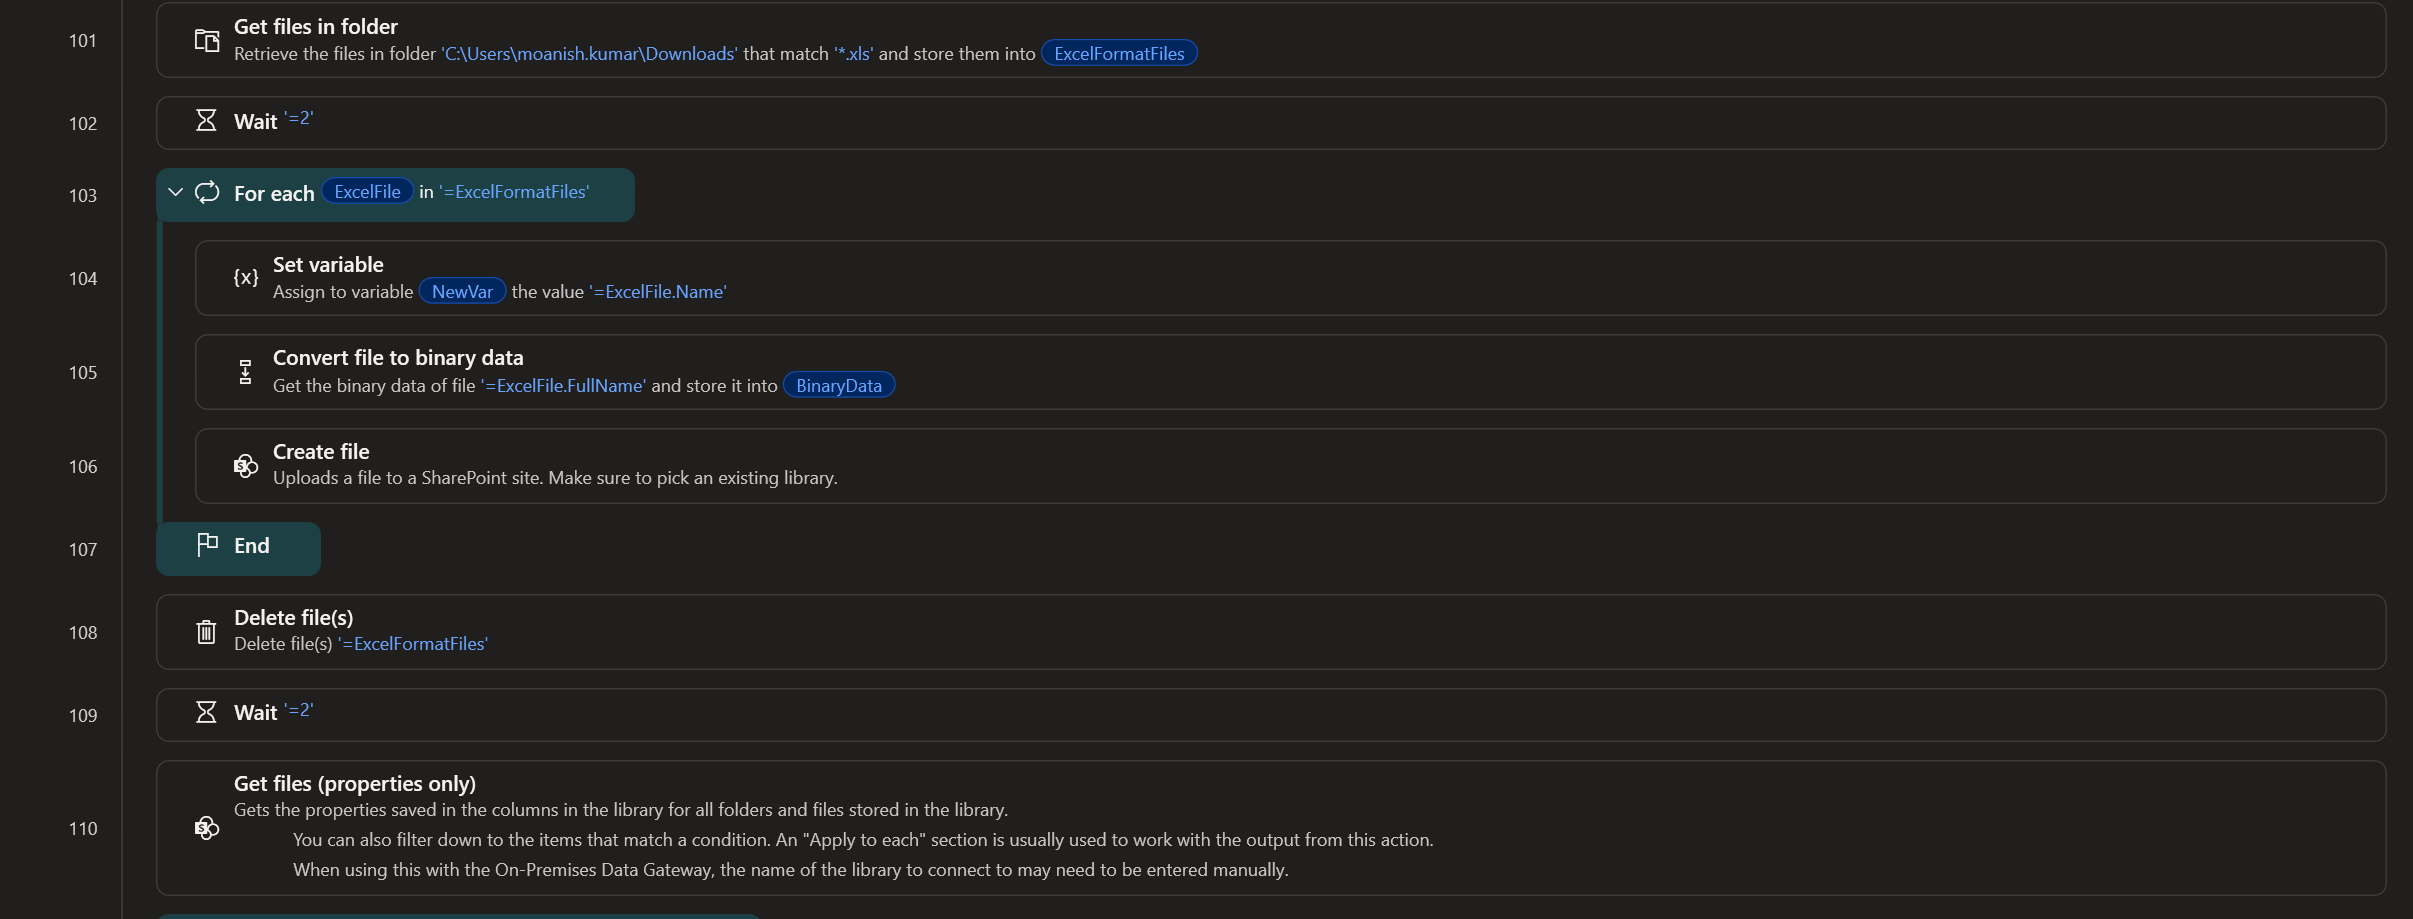 101
Get files in folder
Retrieve the files in folder 'C:\Users\moanish.kumar\Downloads' that match '*.xls' and store them into ExcelFormatFiles
102
Wait '=2'
103
For each ExcelFile in '=ExcelFormatFiles'
104
Set variable
{x}
Assign to variable NewVar the value '=ExcelFile.Name'
105
Convert file to binary data
Get the binary data of file '=ExcelFile.FullName' and store it into BinaryData
106
Create file
Uploads a file to a SharePoint site. Make sure to pick an existing library.
107
End
108
Delete file(s)
Delete file(s) '=ExcelFormatFiles'
109
Wait '=2'
110
Get files (properties only)
Gets the properties saved in the columns in the library for all folders and files stored in the library.
You can also filter down to the items that match a condition. An "Apply to each" section is usually used to work with the output from this action.
When using this with the On-Premises Data Gateway, the name of the library to connect to may need to be entered manually.